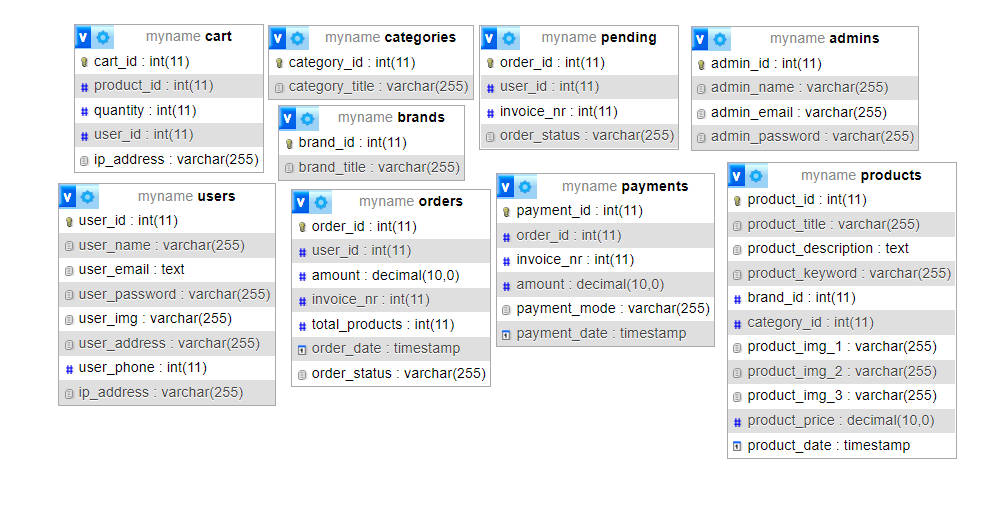 myname cart
cart_id : int(11)
product_id : int(11)
quantity : int(11)
user_id : int(11)
ip_address : varchar(255)
myname categories
category_id : int(11)
category_title : varchar(255)
myname brands
brand_id : int(11)
brand_title : varchar(255)
myname pending
order_id : int(11)
user_id : int(11)
invoice_nr : int(11)
order_status : varchar(255)
myname admins
admin_id : int(11)
admin_name : varchar(255)
admin_email : varchar(255)
admin_password : varchar(255)
myname users
user_id : int(11)
user_name : varchar(255)
user_email : text
user_password : varchar(255)
user_img : varchar(255)
user_address : varchar(255)
user_phone : int(11)
ip_address : varchar(255)
myname orders
order_id : int(11)
user_id : int(11)
amount : decimal(10,0)
invoice_nr : int(11)
total_products : int(11)
order_date : timestamp
order_status : varchar(255)
myname payments
payment_id : int(11)
order_id : int(11)
invoice_nr : int(11)
amount : decimal(10,0)
payment_mode : varchar(255)
payment_date : timestamp
myname products
product_id : int(11)
product_title : varchar(255)
product_description : text
product_keyword : varchar(255)
brand_id : int(11)
category_id : int(11)
product_img_1 : varchar(255)
product_img_2 : varchar(255)
product_img_3 : varchar(255)
product_price : decimal(10,0)
product_date : timestamp